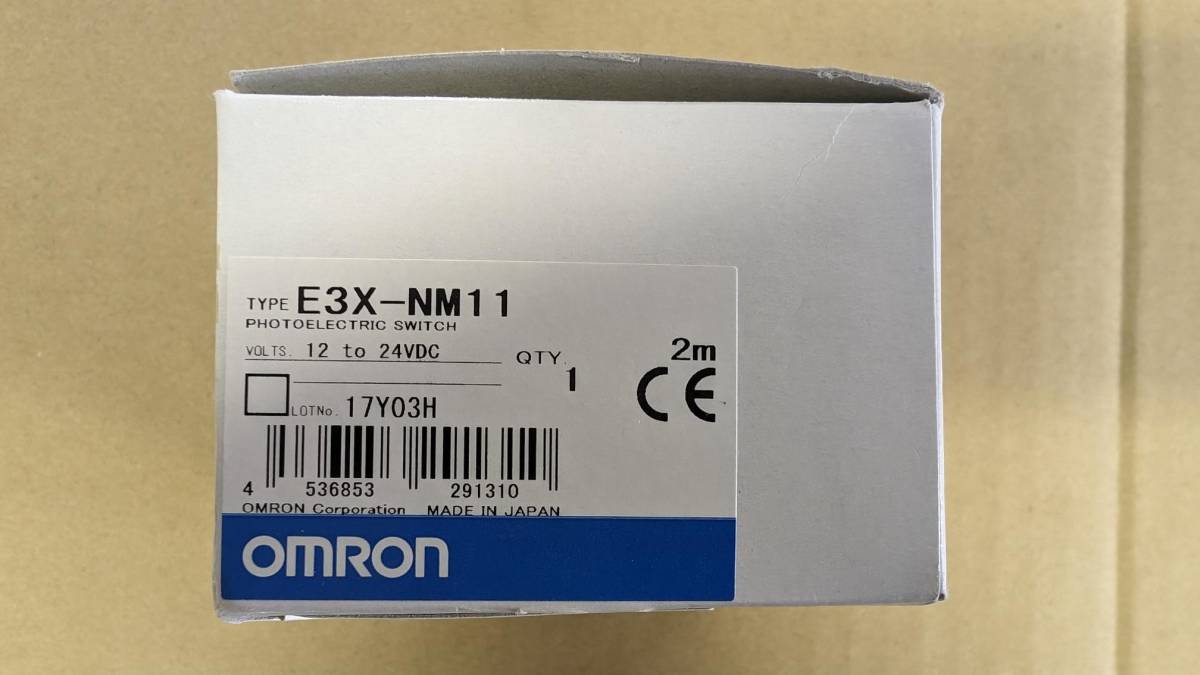 TYPE E3X-NM11
PHOTOELECTRIC SWITCH
VOLTS. 12 to 24VDC QTY. 1 2m
CE
LOTNo. 17Y03H
4 536853 291310
OMRON Corporation MADE IN JAPAN
OMRON